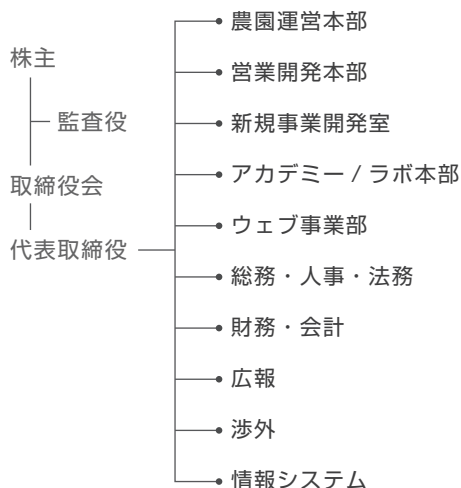 株主
監査役
取締役会
代表取締役
農園運営本部
営業開発本部
新規事業開発室
アカデミー / ラボ本部
ウェブ事業部
総務・人事・法務
財務・会計
広報
渉外
情報システム